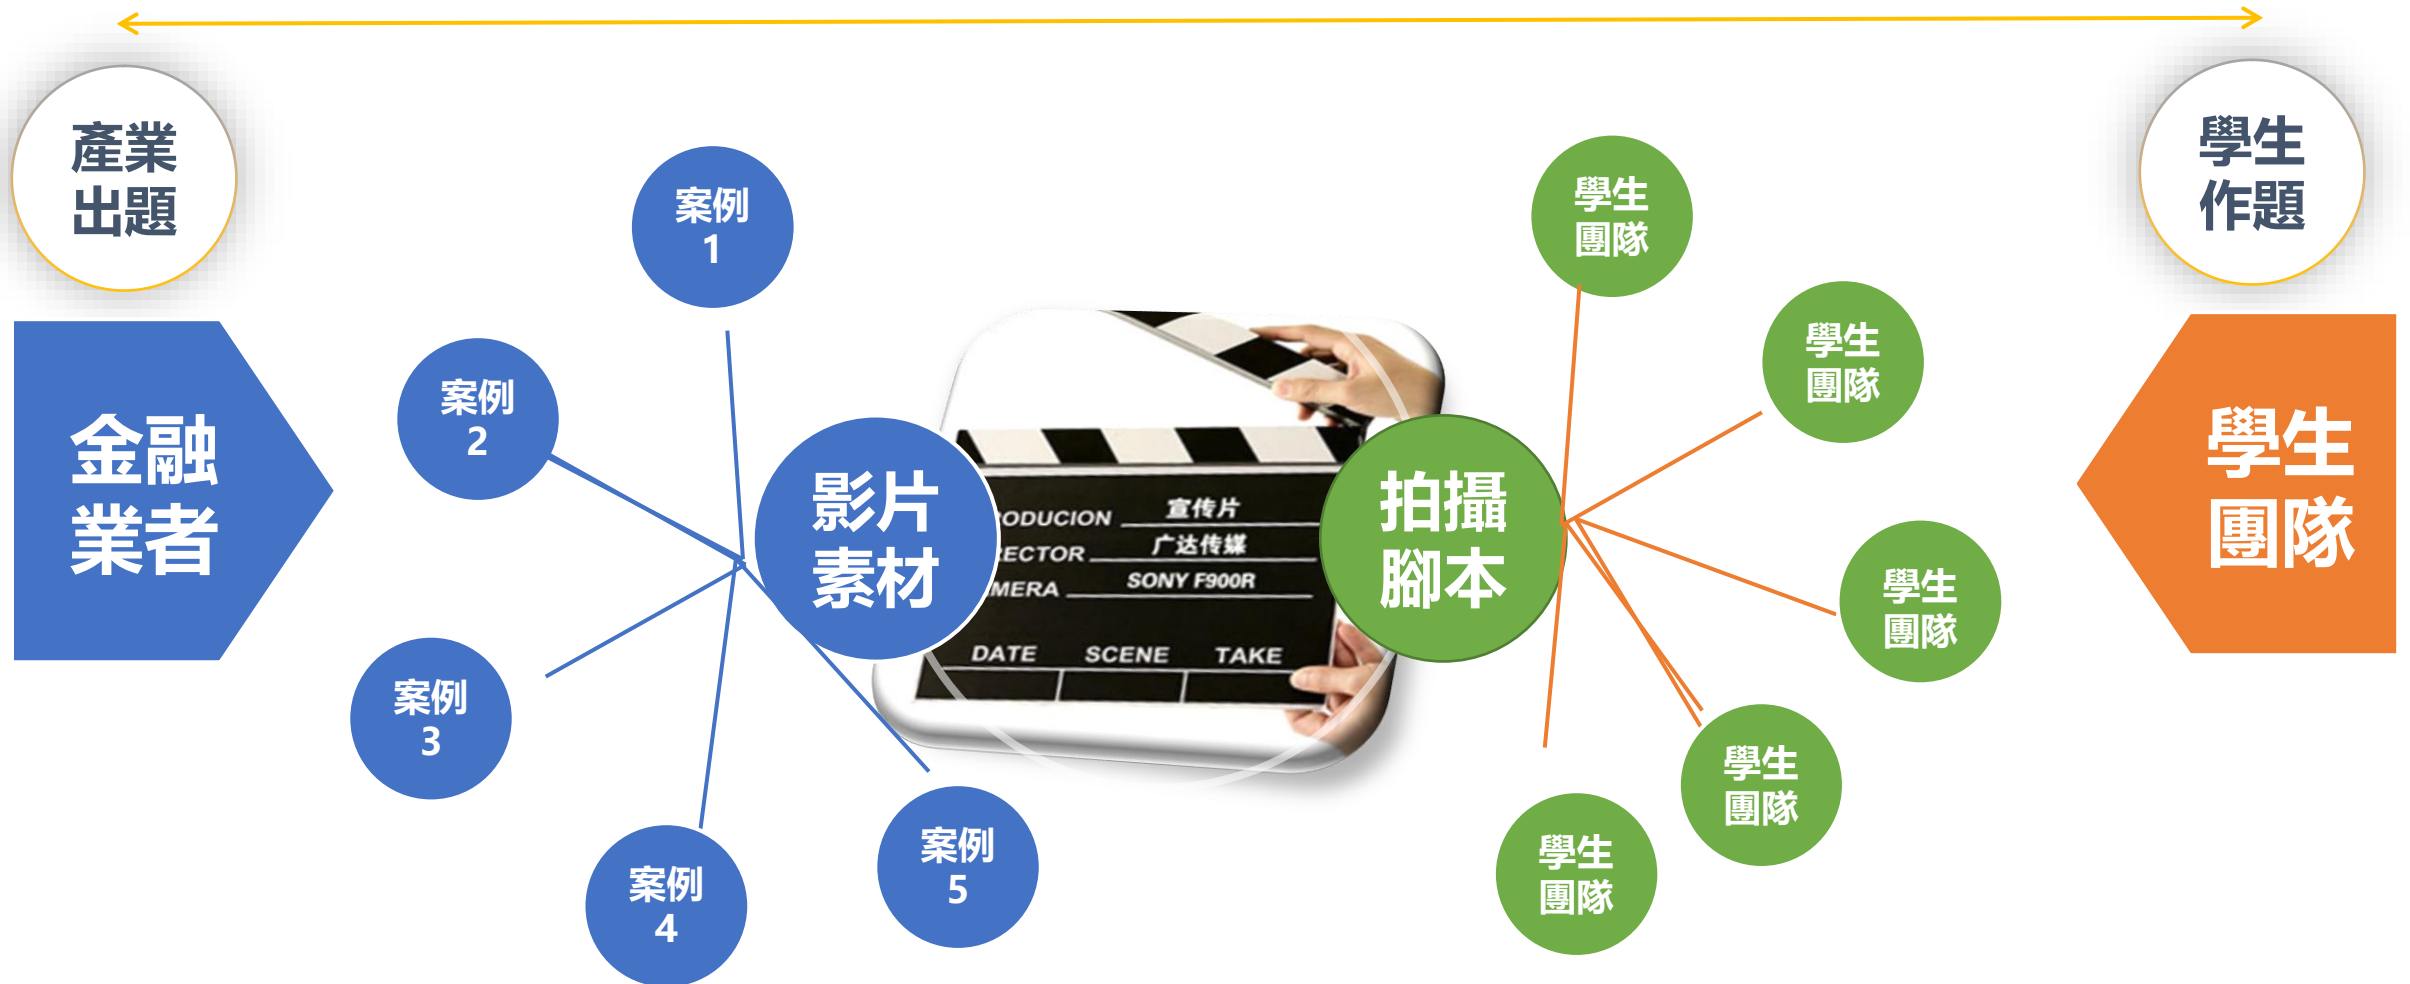 產業
出題
學生
作題
金融
業者
案例
1
案例
2
案例
3
案例
4
案例
5
影片
素材
宣传片
广达传媒
SONY F900R
DATE SCENE TAKE
拍攝
腳本
學生
團隊
學生
團隊
學生
團隊
學生
團隊
學生
團隊
學生
團隊